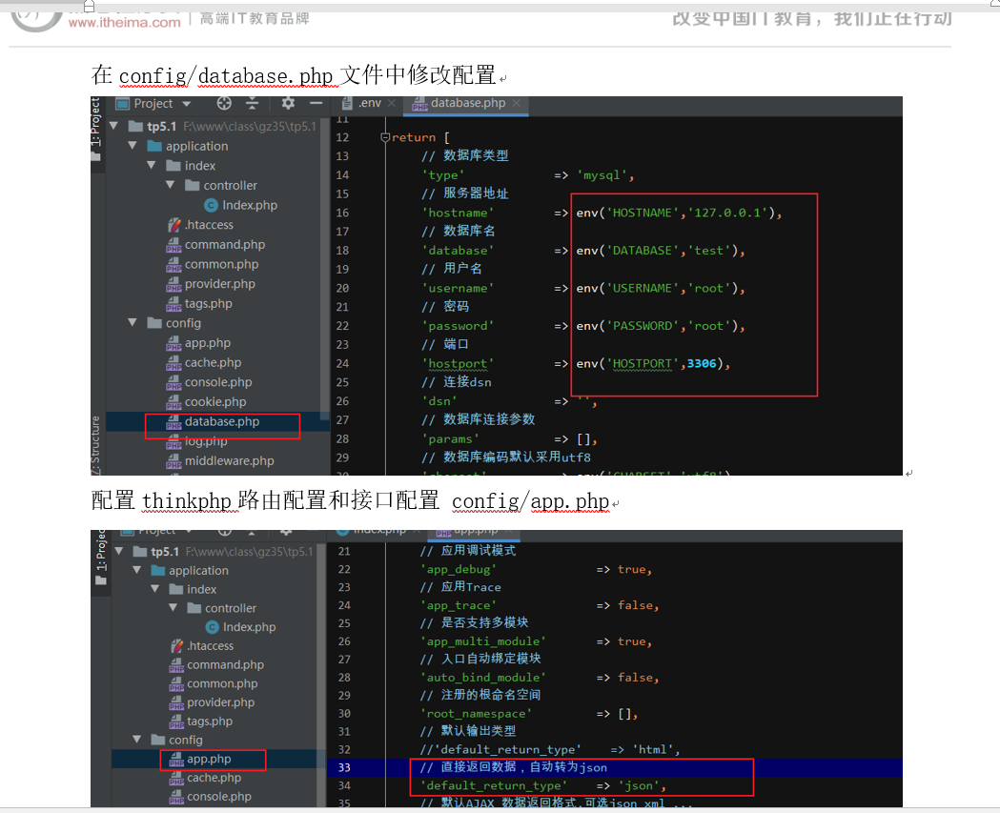 www.itheima.com 高端IT教育品牌 改变中国IT教育，我们正在行动
在 config/database.php 文件中修改配置
Project
.env
database.php
1: Project
tp5.1 F:\www\class\gz35\tp5.1
application
index
controller
Index.php
.htaccess
command.php
common.php
provider.php
tags.php
config
app.php
cache.php
console.php
cookie.php
database.php
log.php
middleware.php
Z: Structure
11
12 return [
13 // 数据库类型
14 'type' => 'mysql',
15 // 服务器地址
16 'hostname' => env('HOSTNAME','127.0.0.1'),
17 // 数据库名
18 'database' => env('DATABASE','test'),
19 // 用户名
20 'username' => env('USERNAME','root'),
21 // 密码
22 'password' => env('PASSWORD','root'),
23 // 端口
24 'hostport' => env('HOSTPORT',3306),
25 // 连接dsn
26 'dsn' => '',
27 // 数据库连接参数
28 'params' => [],
29 // 数据库编码默认采用utf8
30 'charset' => env('CHARSET','utf8')
配置 thinkphp 路由配置和接口配置 config/app.php
Project
index.php
app.php
1: Project
tp5.1 F:\www\class\gz35\tp5.1
application
index
controller
Index.php
.htaccess
command.php
common.php
provider.php
tags.php
config
app.php
cache.php
console.php
21 // 应用调试模式
22 'app_debug' => true,
23 // 应用Trace
24 'app_trace' => false,
25 // 是否支持多模块
26 'app_multi_module' => true,
27 // 入口自动绑定模块
28 'auto_bind_module' => false,
29 // 注册的根命名空间
30 'root_namespace' => [],
31 // 默认输出类型
32 //'default_return_type' => 'html',
33 // 直接返回数据，自动转为json
34 'default_return_type' => 'json',
35 // 默认AJAX 数据返回格式,可选json xml ...